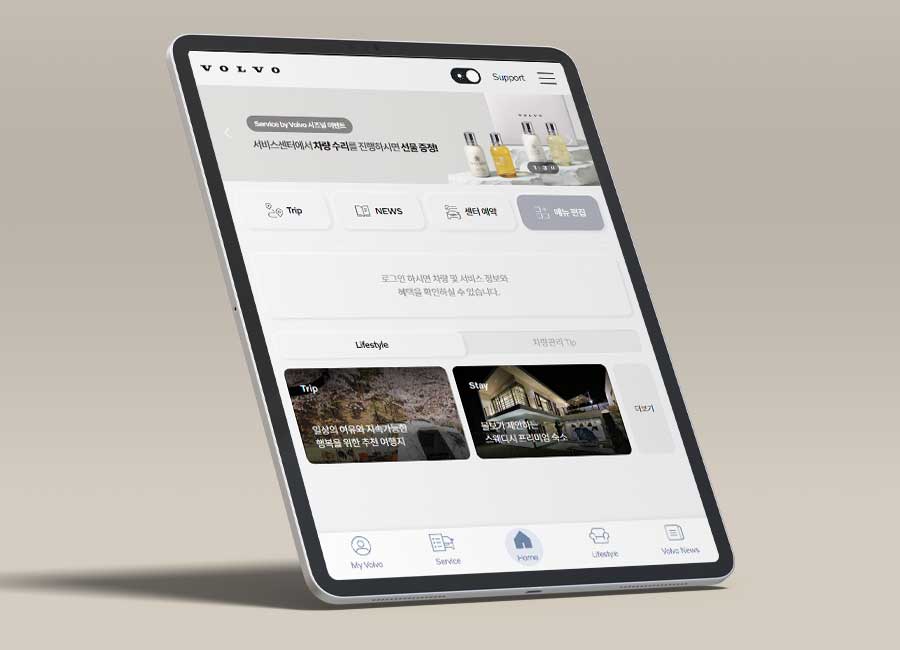 VOLVO
Support
Service by Volvo 시즈널 이벤트
서비스센터에서 차량 수리를 진행하시면 선물 증정!
VOLVO
Trip
NEWS
센터 예약
메뉴 편집
로그인 하시면 차량 및 서비스 정보와
혜택을 확인하실 수 있습니다.
Lifestyle
차량관리 Tip
Trip
일상의 여유와 지속가능한
행복을 위한 추천 여행지
Stay
볼보가 제안하는
스웨디시 프리미엄 숙소
더보기
My Volvo
Service
Home
Lifestyle
Volvo News